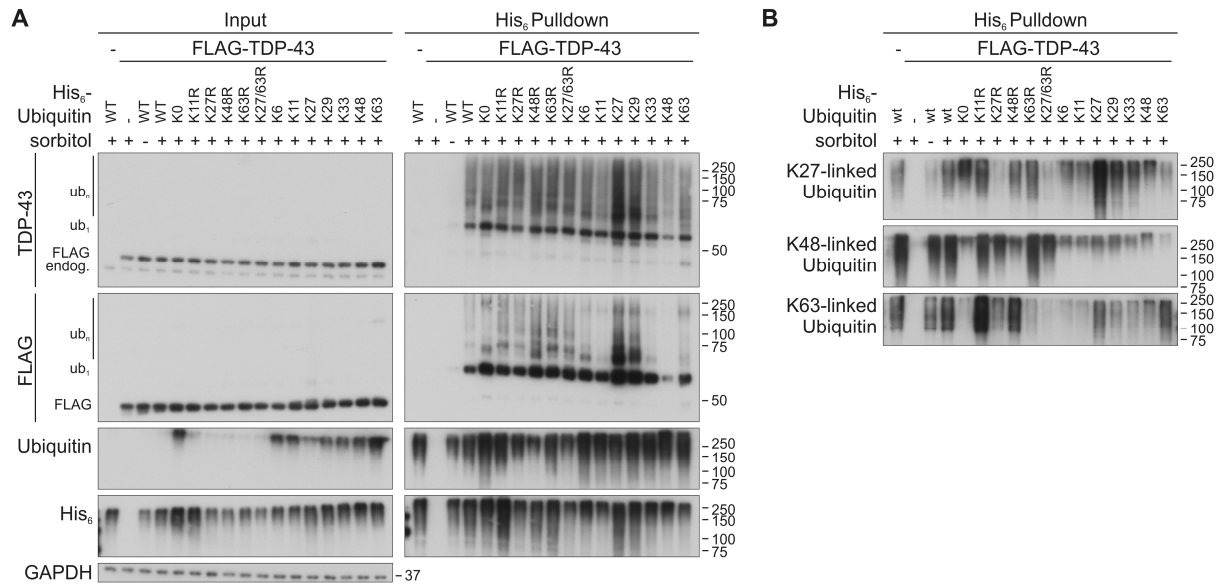 A
Input
His6 Pulldown
B
His6 Pulldown
- FLAG-TDP-43
- FLAG-TDP-43
- FLAG-TDP-43
His6-
Ubiquitin WT - WT WT K0 K11R K27R K48R K63R K27/63R K6 K11 K27 K29 K33 K48 K63
WT - WT WT K0 K11R K27R K48R K63R K27/63R K6 K11 K27 K29 K33 K48 K63
His6-
Ubiquitin wt - wt wt K0 K11R K27R K48R K63R K27/63R K6 K11 K27 K29 K33 K48 K63
sorbitol + + - + + + + + + + + + + + + + +
+ + - + + + + + + + + + + + + + +
sorbitol + + - + + + + + + + + + + + + + +
TDP-43
ubn
ub1
FLAG
endog.
250
150
100
75
50
FLAG
ubn
ub1
FLAG
250
150
100
75
50
Ubiquitin
250
150
100
75
His6
250
150
100
75
GAPDH
37
K27-linked
Ubiquitin
250
150
100
75
K48-linked
Ubiquitin
250
150
100
75
K63-linked
Ubiquitin
250
150
100
75